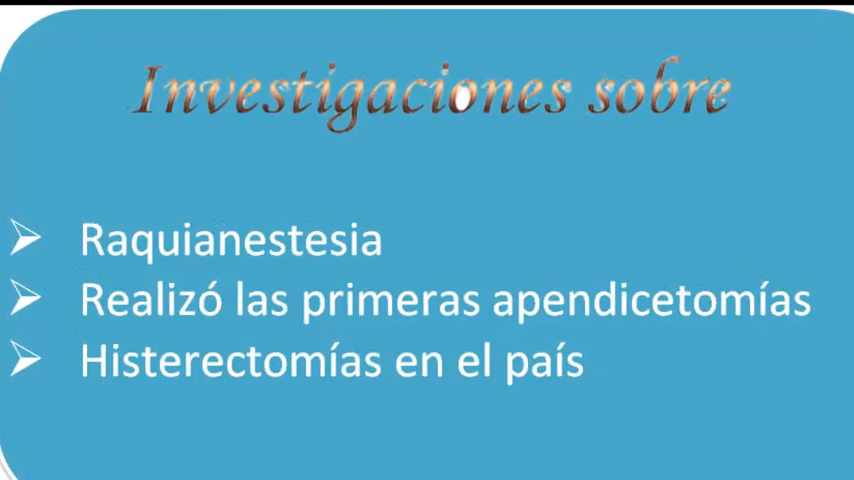 Investigaciones sobre
Raquianestesia
Realizó las primeras apendicetomías
Histerectomías en el país